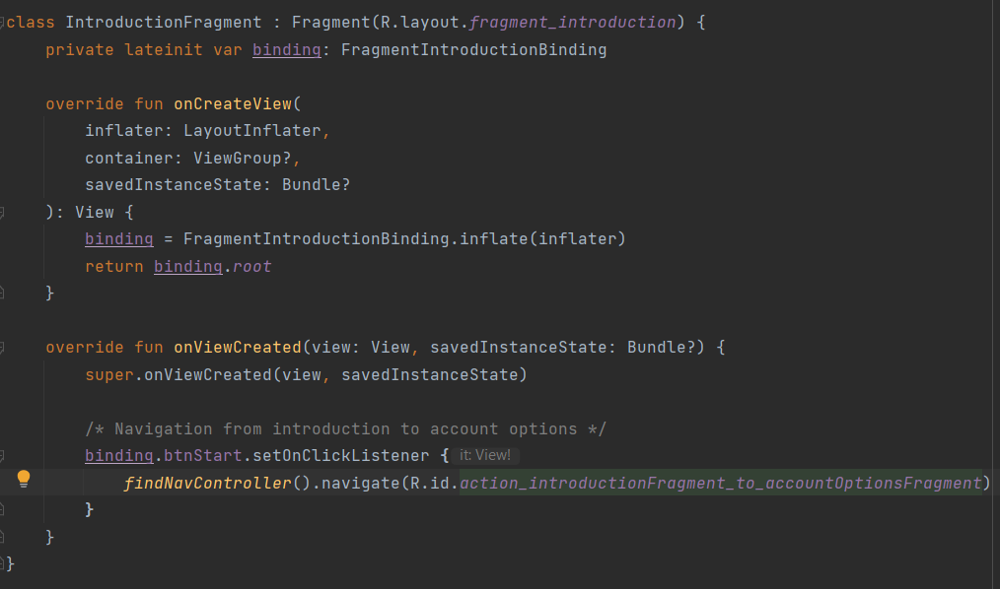 class IntroductionFragment : Fragment(R.layout.fragment_introduction) {
    private lateinit var binding: FragmentIntroductionBinding

    override fun onCreateView(
        inflater: LayoutInflater,
        container: ViewGroup?,
        savedInstanceState: Bundle?
    ): View {
        binding = FragmentIntroductionBinding.inflate(inflater)
        return binding.root
    }

    override fun onViewCreated(view: View, savedInstanceState: Bundle?) {
        super.onViewCreated(view, savedInstanceState)

        /* Navigation from introduction to account options */
        binding.btnStart.setOnClickListener { it: View!
            findNavController().navigate(R.id.action_introductionFragment_to_accountOptionsFragment)
        }
    }
}